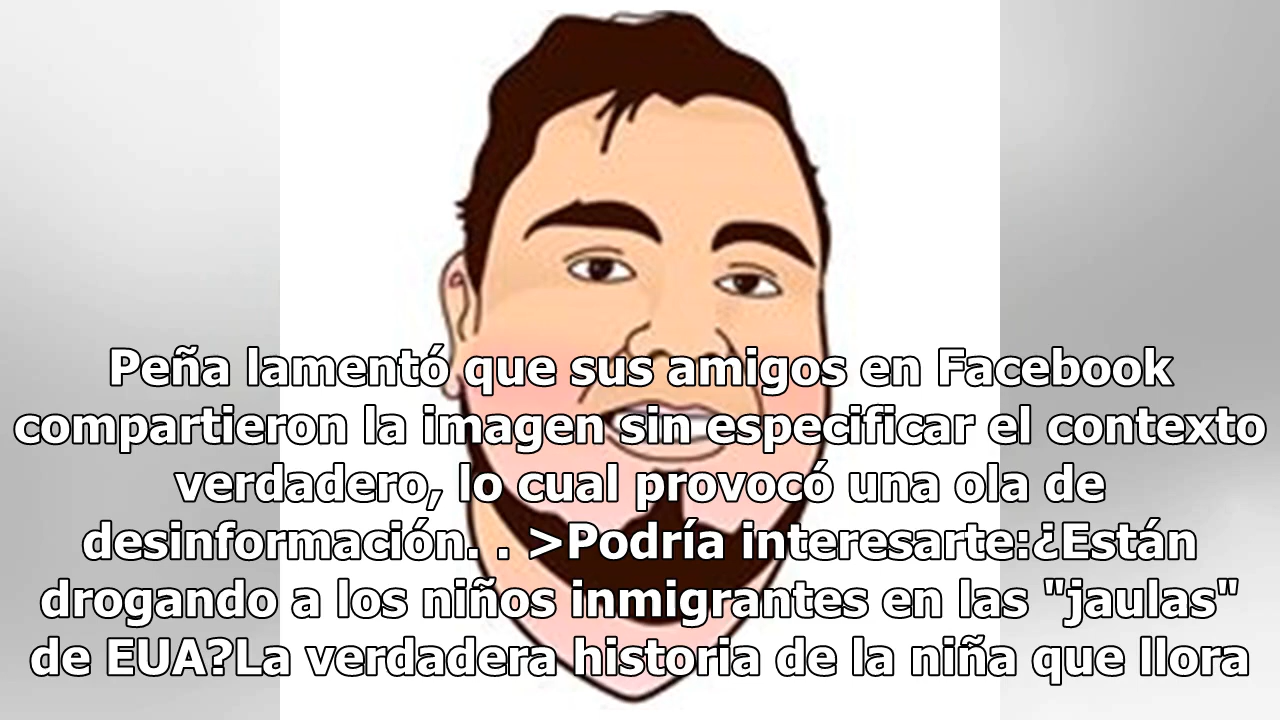 Peña lamentó que sus amigos en Facebook
compartieron la imagen sin especificar el contexto
verdadero, lo cual provocó una ola de
desinformación. . >Podría interesarte:¿Están
drogando a los niños inmigrantes en las "jaulas"
de EUA?La verdadera historia de la niña que llora